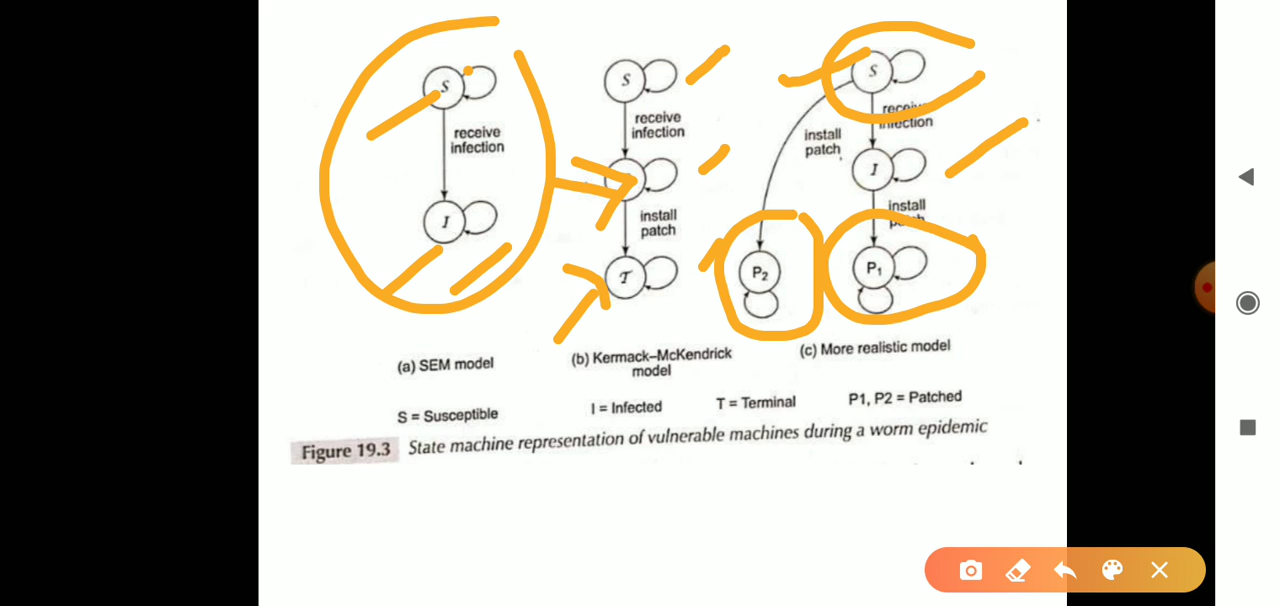 S
receive
infection
I
(a) SEM model
S
receive
infection
install
patch
T
(b) Kermack–McKendrick
model
S
install
patch
infection
I
install
P2
P1
(c) More realistic model
S = Susceptible
I = Infected
T = Terminal
P1, P2 = Patched
Figure 19.3 State machine representation of vulnerable machines during a worm epidemic